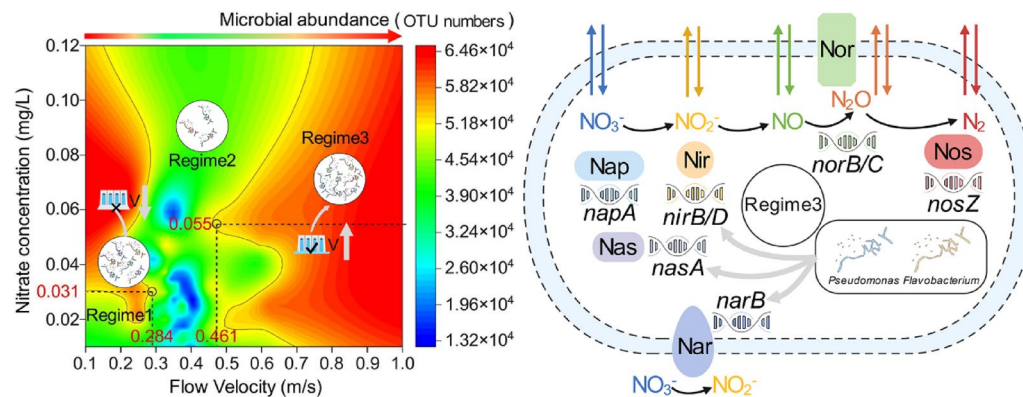 Microbial abundance (OTU numbers)
Nitrate concentration (mg/L)
0.12
0.10
0.08
0.06
0.04
0.02
Regime2
Regime3
V
0.055
V
0.031
Regime1
0.284
0.461
0.1 0.2 0.3 0.4 0.5 0.6 0.7 0.8 0.9 1.0
Flow Velocity (m/s)
6.46×10⁴
5.82×10⁴
5.18×10⁴
4.54×10⁴
3.90×10⁴
3.24×10⁴
2.60×10⁴
1.96×10⁴
1.32×10⁴
Nor
NO₃⁻ NO₂⁻ NO N₂O N₂
Nap
napA
Nir
nirB/D
norB/C
Nos
nosZ
Regime3
Nas
nasA
Pseudomonas Flavobacterium
narB
Nar
NO₃⁻ NO₂⁻